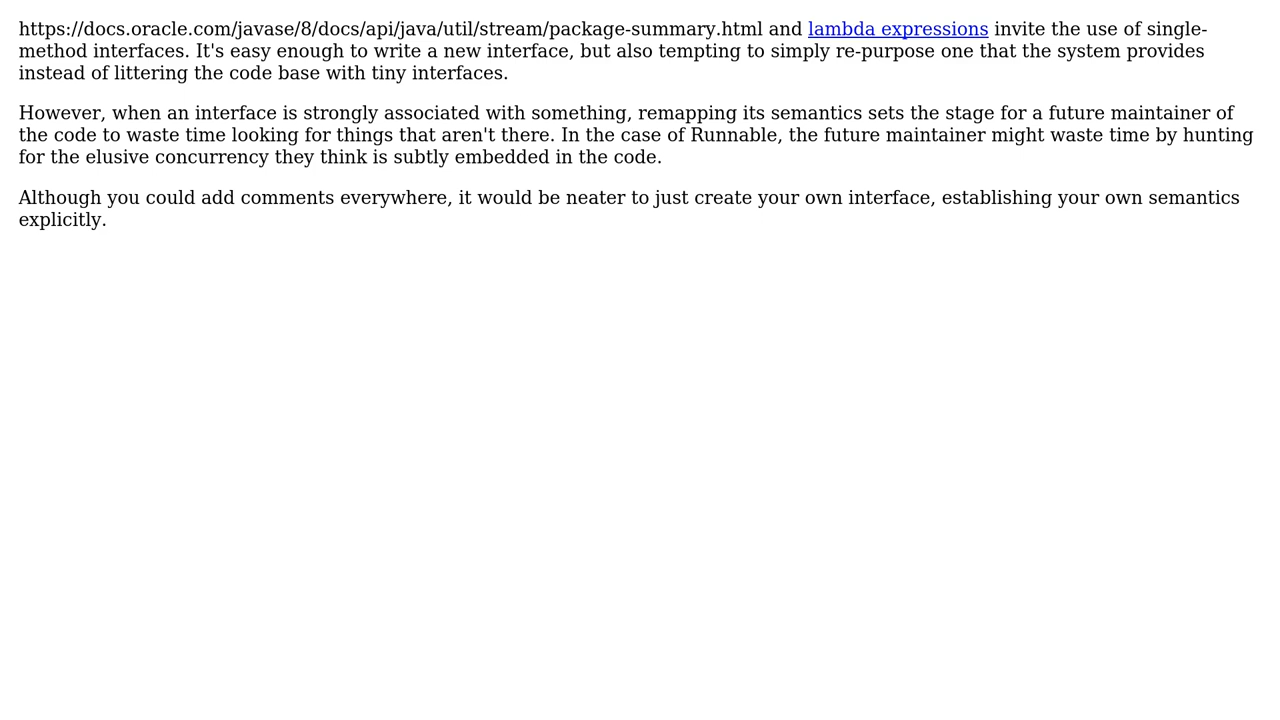 https://docs.oracle.com/javase/8/docs/api/java/util/stream/package-summary.html and lambda expressions invite the use of single-
method interfaces. It's easy enough to write a new interface, but also tempting to simply re-purpose one that the system provides
instead of littering the code base with tiny interfaces.
However, when an interface is strongly associated with something, remapping its semantics sets the stage for a future maintainer of
the code to waste time looking for things that aren't there. In the case of Runnable, the future maintainer might waste time by hunting
for the elusive concurrency they think is subtly embedded in the code.
Although you could add comments everywhere, it would be neater to just create your own interface, establishing your own semantics
explicitly.